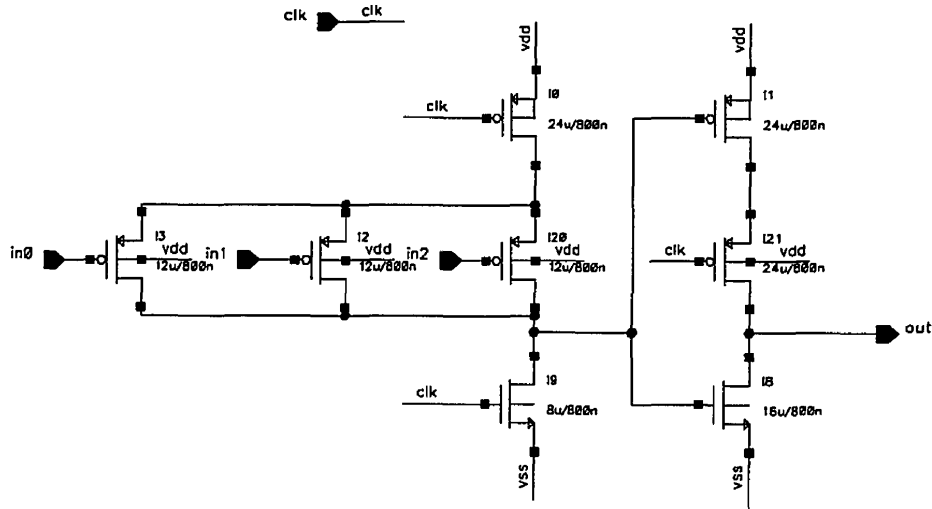 clk clk
vdd
vdd
I0
I1
clk
24u/800n
24u/800n
I3
I2
I20
I21
in0
vdd
in1
vdd
in2
vdd
clk
vdd
12u/800n
12u/800n
12u/800n
24u/800n
out
I9
I8
clk
8u/800n
16u/800n
vss
vss